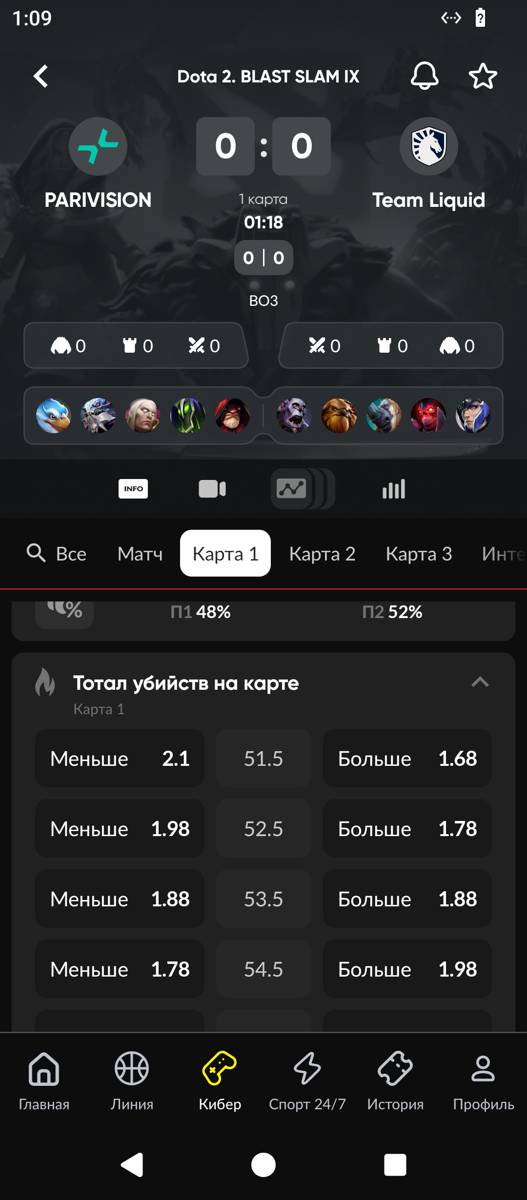 1:09
Dota 2. BLAST SLAM IX
0 : 0
PARIVISION
Team Liquid
1 карта
01:18
0 | 0
BO3
0 0 0
0 0 0
INFO
Все Матч Карта 1 Карта 2 Карта 3 Инте
% П1 48% П2 52%
Тотал убийств на карте
Карта 1
Меньше 2.1 51.5 Больше 1.68
Меньше 1.98 52.5 Больше 1.78
Меньше 1.88 53.5 Больше 1.88
Меньше 1.78 54.5 Больше 1.98
Главная Линия Кибер Спорт 24/7 История Профиль